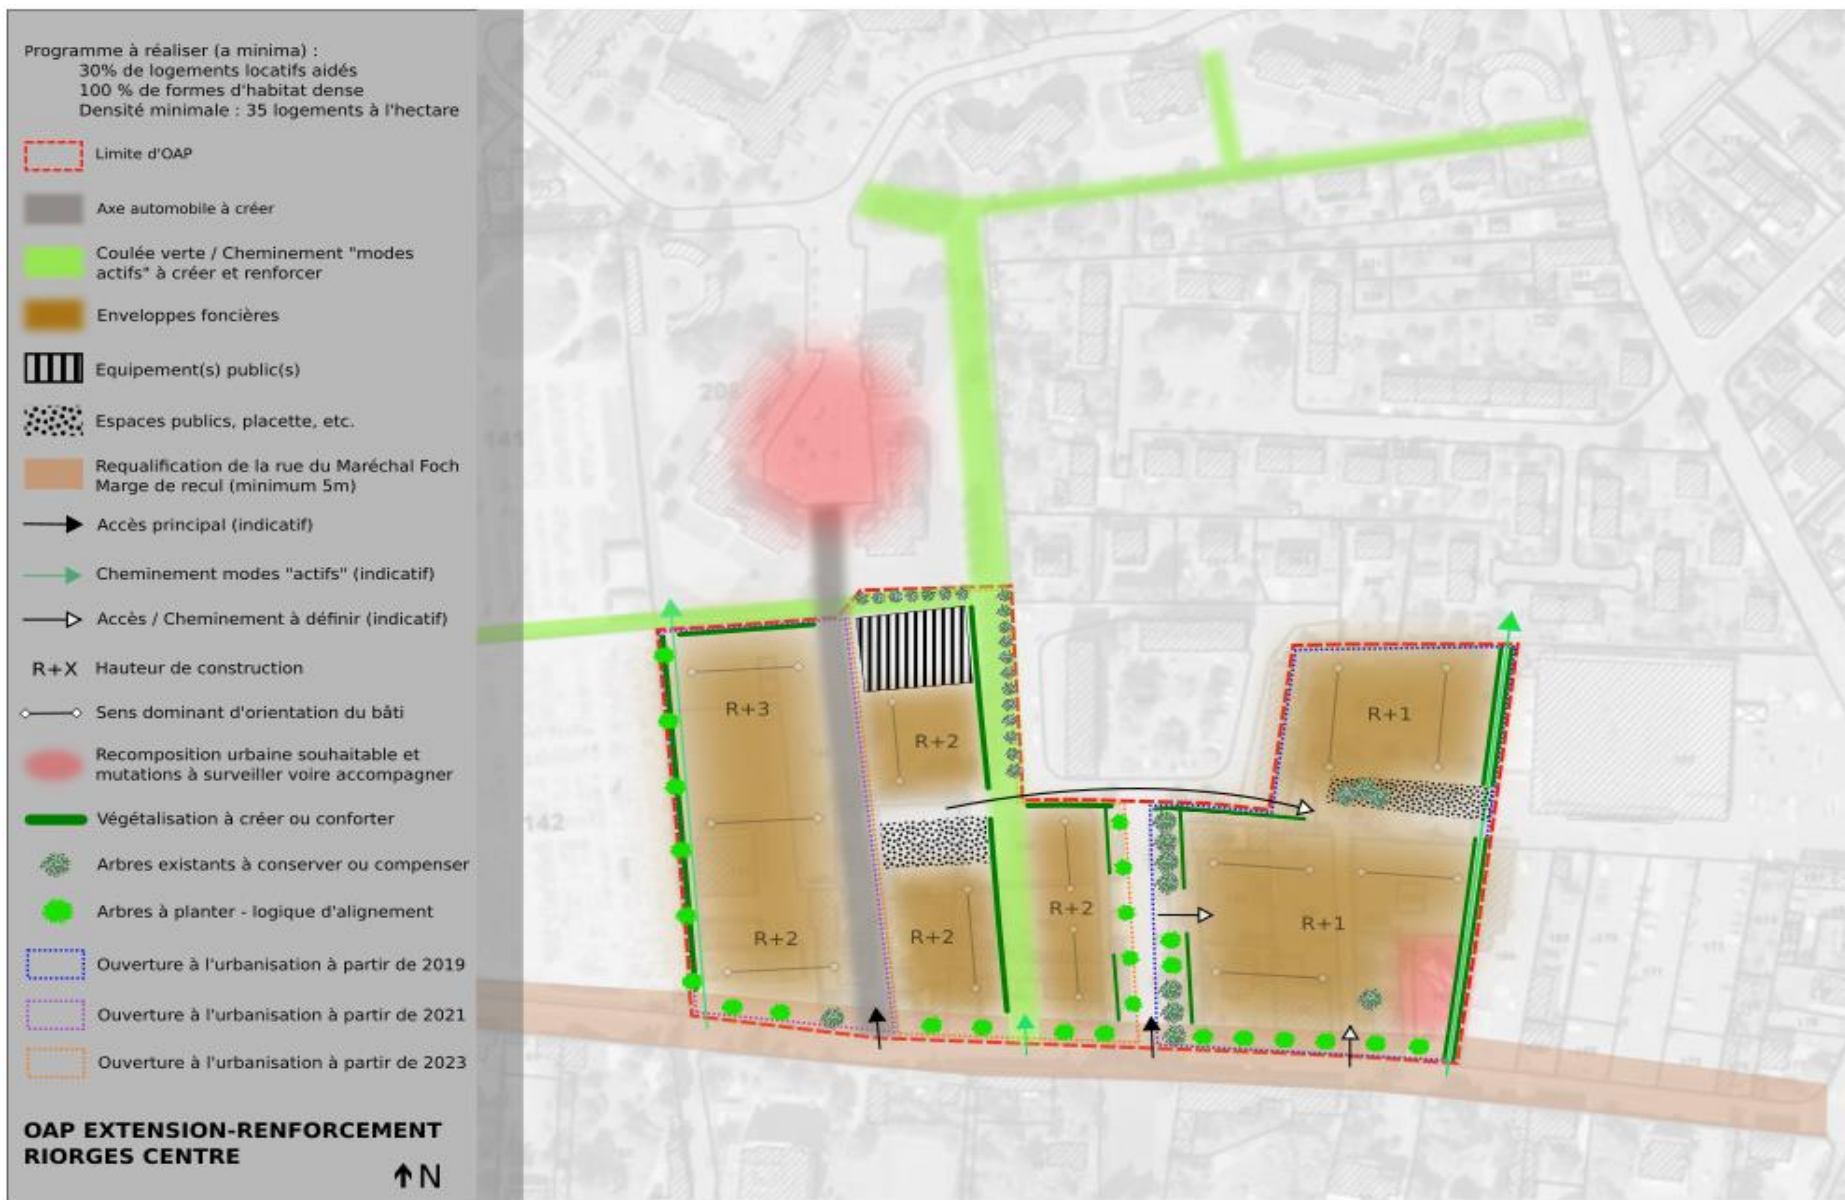 Programme à réaliser (a minima) :
30% de logements locatifs aidés
100 % de formes d'habitat dense
Densité minimale : 35 logements à l'hectare
Limite d'OAP
Axe automobile à créer
Coulée verte / Cheminement "modes
actifs" à créer et renforcer
Enveloppes foncières
Equipement(s) public(s)
Espaces publics, placette, etc.
Requalification de la rue du Maréchal Foch
Marge de recul (minimum 5m)
Accès principal (indicatif)
Cheminement modes "actifs" (indicatif)
Accès / Cheminement à définir (indicatif)
R+X Hauteur de construction
Sens dominant d'orientation du bâti
Recomposition urbaine souhaitable et
mutations à surveiller voire accompagner
Végétalisation à créer ou conforter
Arbres existants à conserver ou compenser
Arbres à planter - logique d'alignement
Ouverture à l'urbanisation à partir de 2019
Ouverture à l'urbanisation à partir de 2021
Ouverture à l'urbanisation à partir de 2023
OAP EXTENSION-RENFORCEMENT
RIORGES CENTRE
N
141
142
R+3
R+2
R+2
R+2
R+2
R+1
R+1